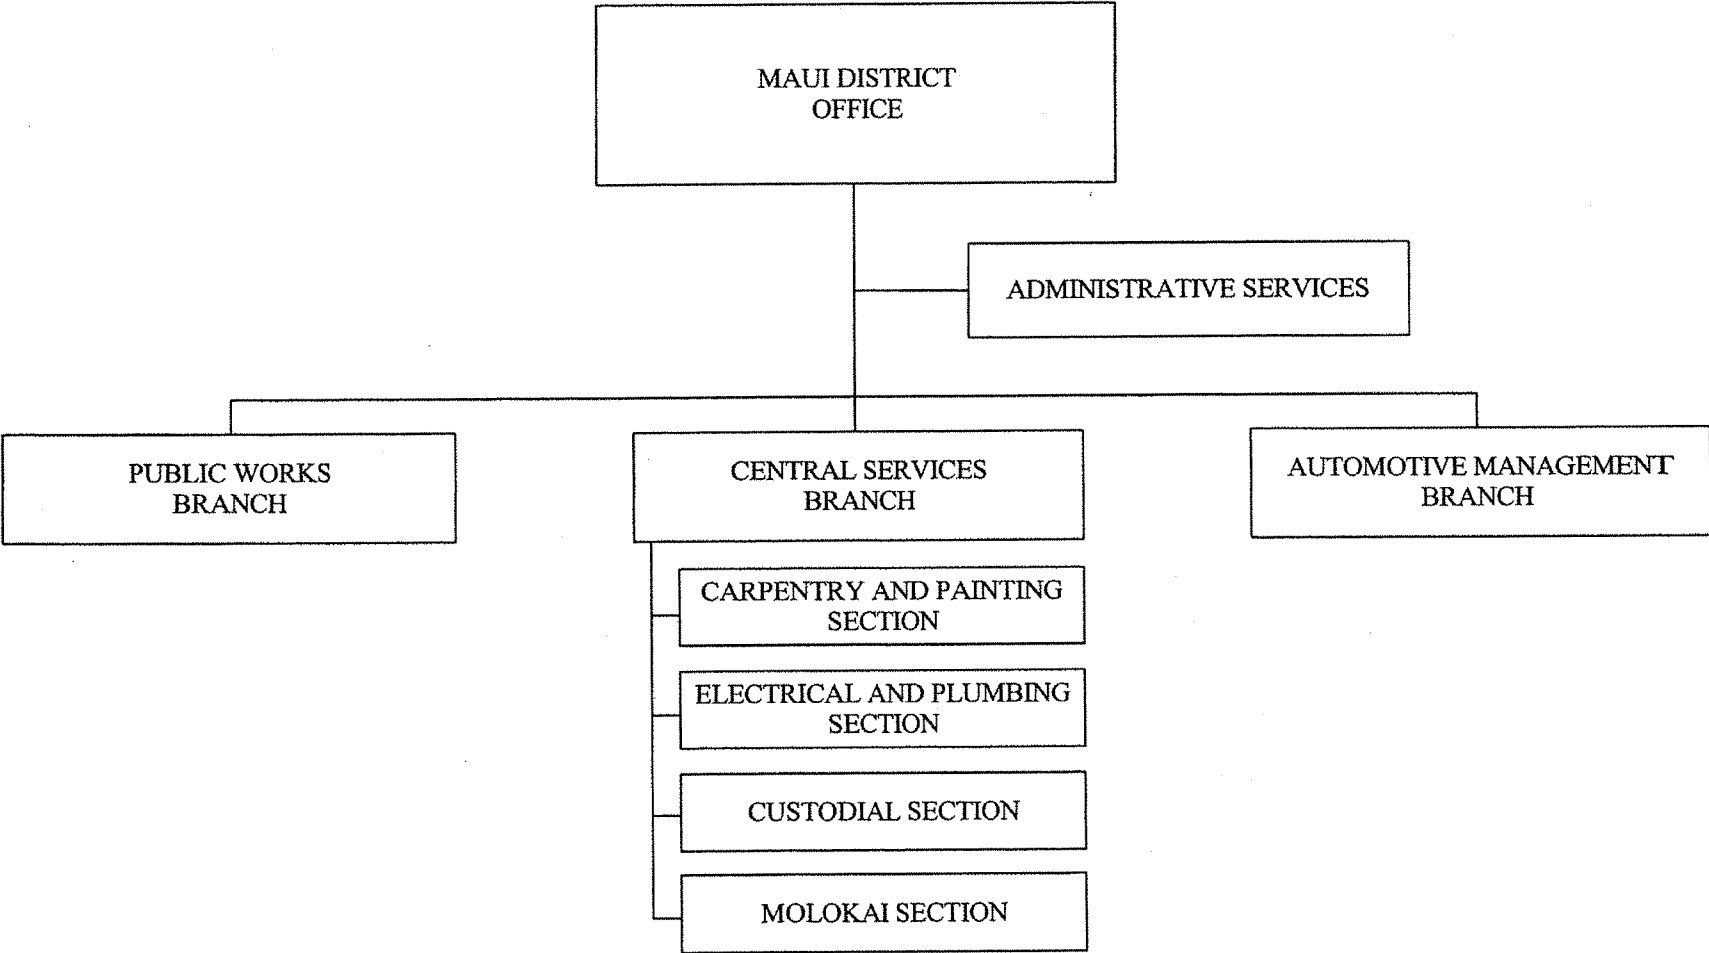 MAUI DISTRICT
OFFICE
ADMINISTRATIVE SERVICES
PUBLIC WORKS
BRANCH
CENTRAL SERVICES
BRANCH
AUTOMOTIVE MANAGEMENT
BRANCH
CARPENTRY AND PAINTING
SECTION
ELECTRICAL AND PLUMBING
SECTION
CUSTODIAL SECTION
MOLOKAI SECTION